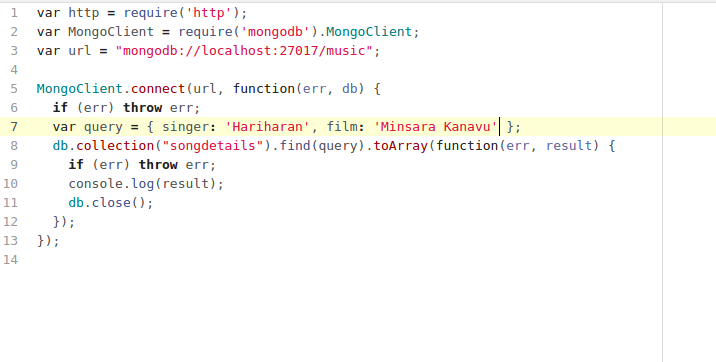 1 var http = require('http');
2 var MongoClient = require('mongodb').MongoClient;
3 var url = "mongodb://localhost:27017/music";
4
5 MongoClient.connect(url, function(err, db) {
6   if (err) throw err;
7   var query = { singer: 'Hariharan', film: 'Minsara Kanavu' };
8   db.collection("songdetails").find(query).toArray(function(err, result) {
9     if (err) throw err;
10     console.log(result);
11     db.close();
12   });
13 });
14